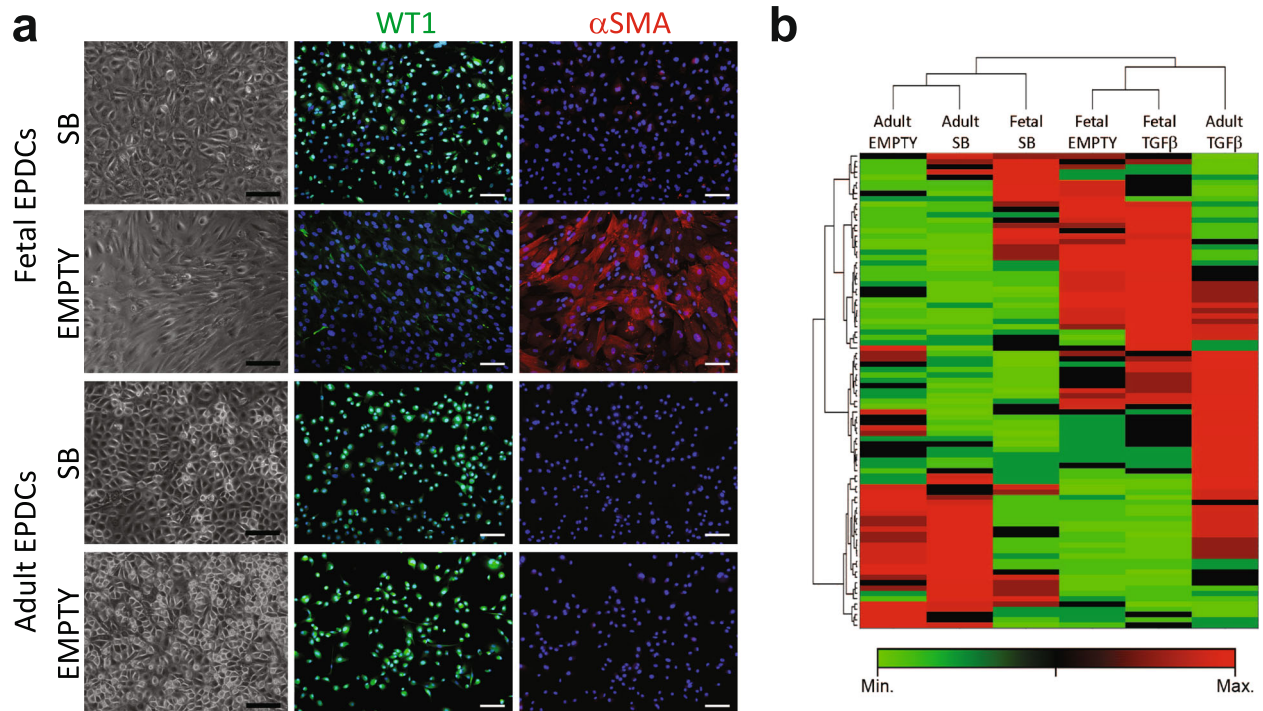 a
WT1
αSMA
Fetal EPDCs
SB
EMPTY
Adult EPDCs
SB
EMPTY
b
Adult
EMPTY
Adult
SB
Fetal
SB
Fetal
EMPTY
Fetal
TGFβ
Adult
TGFβ
Min.
Max.